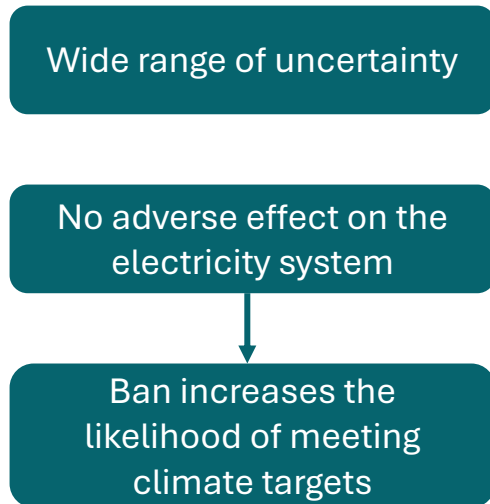 Wide range of uncertainty
No adverse effect on the
electricity system
Ban increases the
likelihood of meeting
climate targets